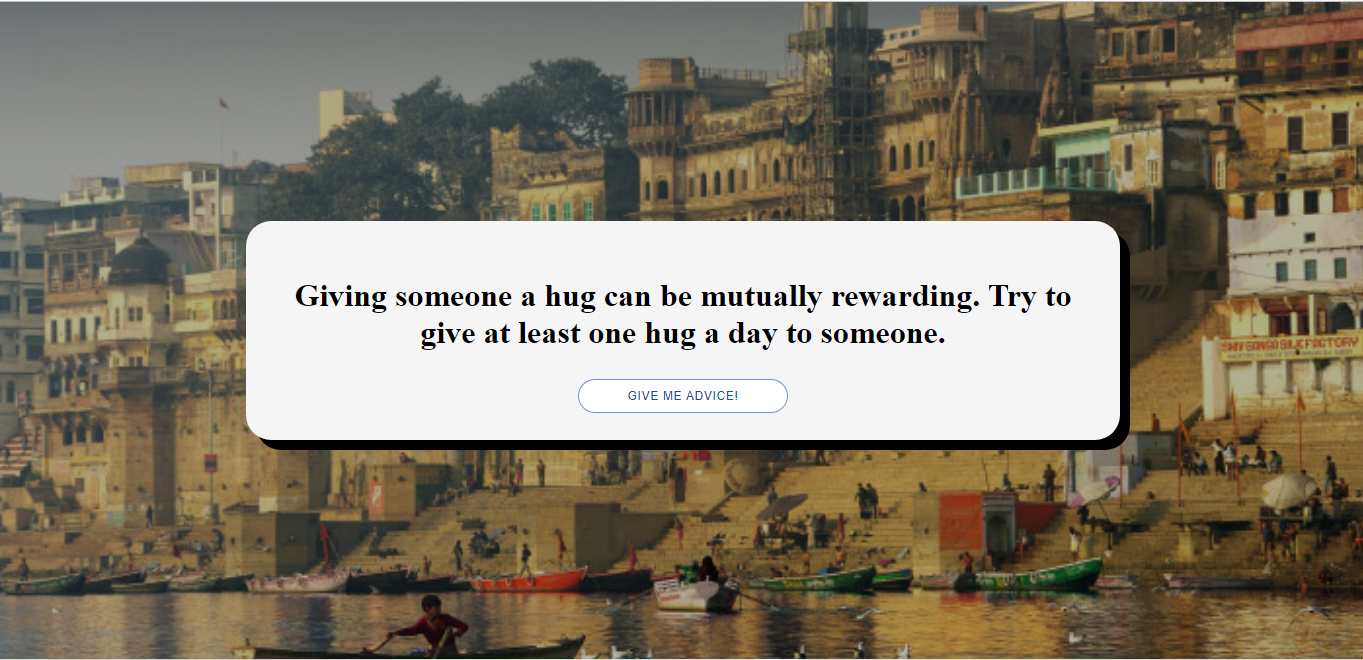 Giving someone a hug can be mutually rewarding. Try to
give at least one hug a day to someone.
GIVE ME ADVICE!
SHIV GANGA SILK FACTORY